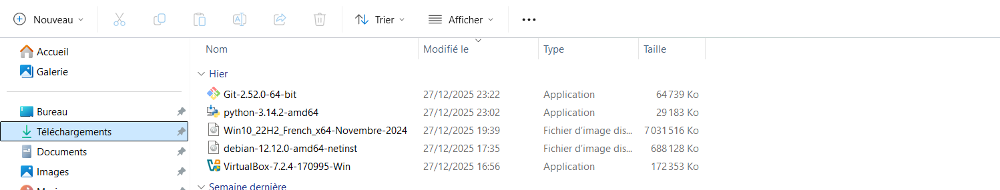 Nouveau Trier Afficher
Accueil
Galerie
Bureau
Téléchargements
Documents
Images
Nom Modifié le Type Taille
Hier
Git-2.52.0-64-bit 27/12/2025 23:22 Application 64 739 Ko
python-3.14.2-amd64 27/12/2025 23:02 Application 29 183 Ko
Win10_22H2_French_x64-Novembre-2024 27/12/2025 19:39 Fichier d’image dis... 7 031 516 Ko
debian-12.12.0-amd64-netinst 27/12/2025 17:35 Fichier d’image dis... 688 128 Ko
VirtualBox-7.2.4-170995-Win 27/12/2025 16:56 Application 172 353 Ko
Semaine dernière